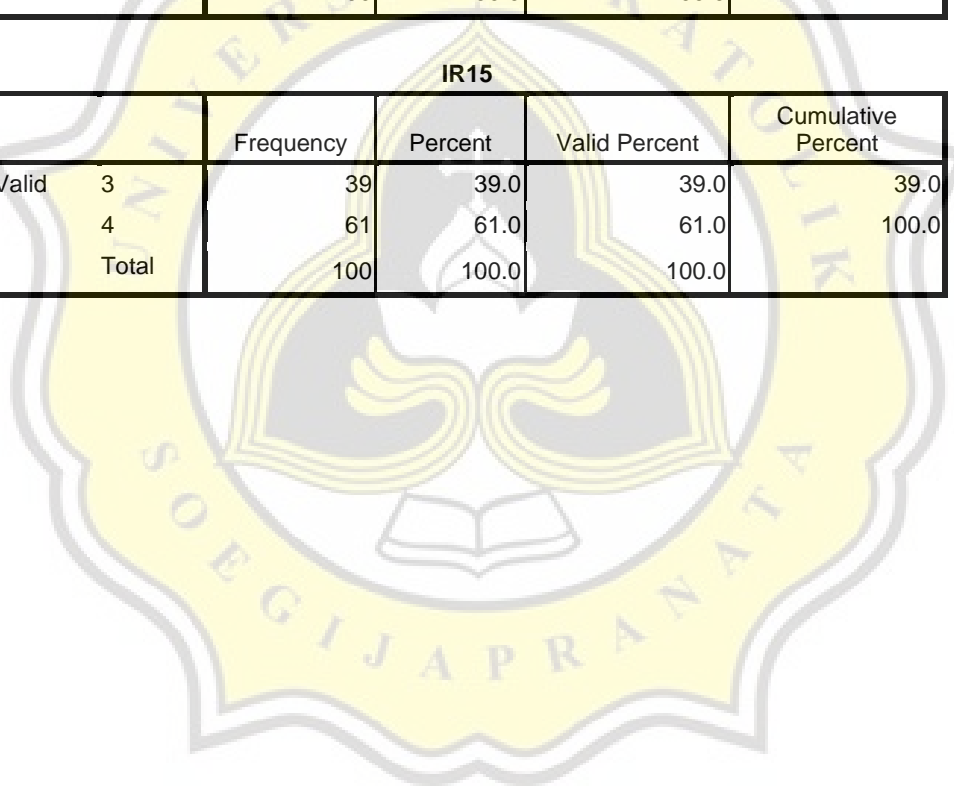 IR15
Frequency Percent Valid Percent Cumulative Percent
Valid 3 39 39.0 39.0 39.0
4 61 61.0 61.0 100.0
Total 100 100.0 100.0
SOEGIJAPRANATA